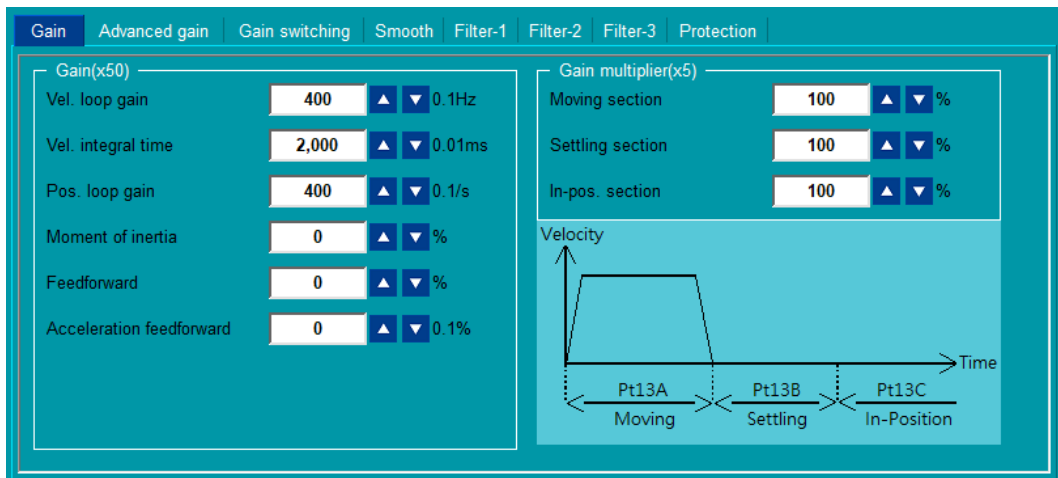 Gain Advanced gain Gain switching Smooth Filter-1 Filter-2 Filter-3 Protection
Gain(x50)
Vel. loop gain 400 0.1Hz
Vel. integral time 2,000 0.01ms
Pos. loop gain 400 0.1/s
Moment of inertia 0 %
Feedforward 0 %
Acceleration feedforward 0 0.1%
Gain multiplier(x5)
Moving section 100 %
Settling section 100 %
In-pos. section 100 %
Velocity
Time
Pt13A Pt13B Pt13C
Moving Settling In-Position